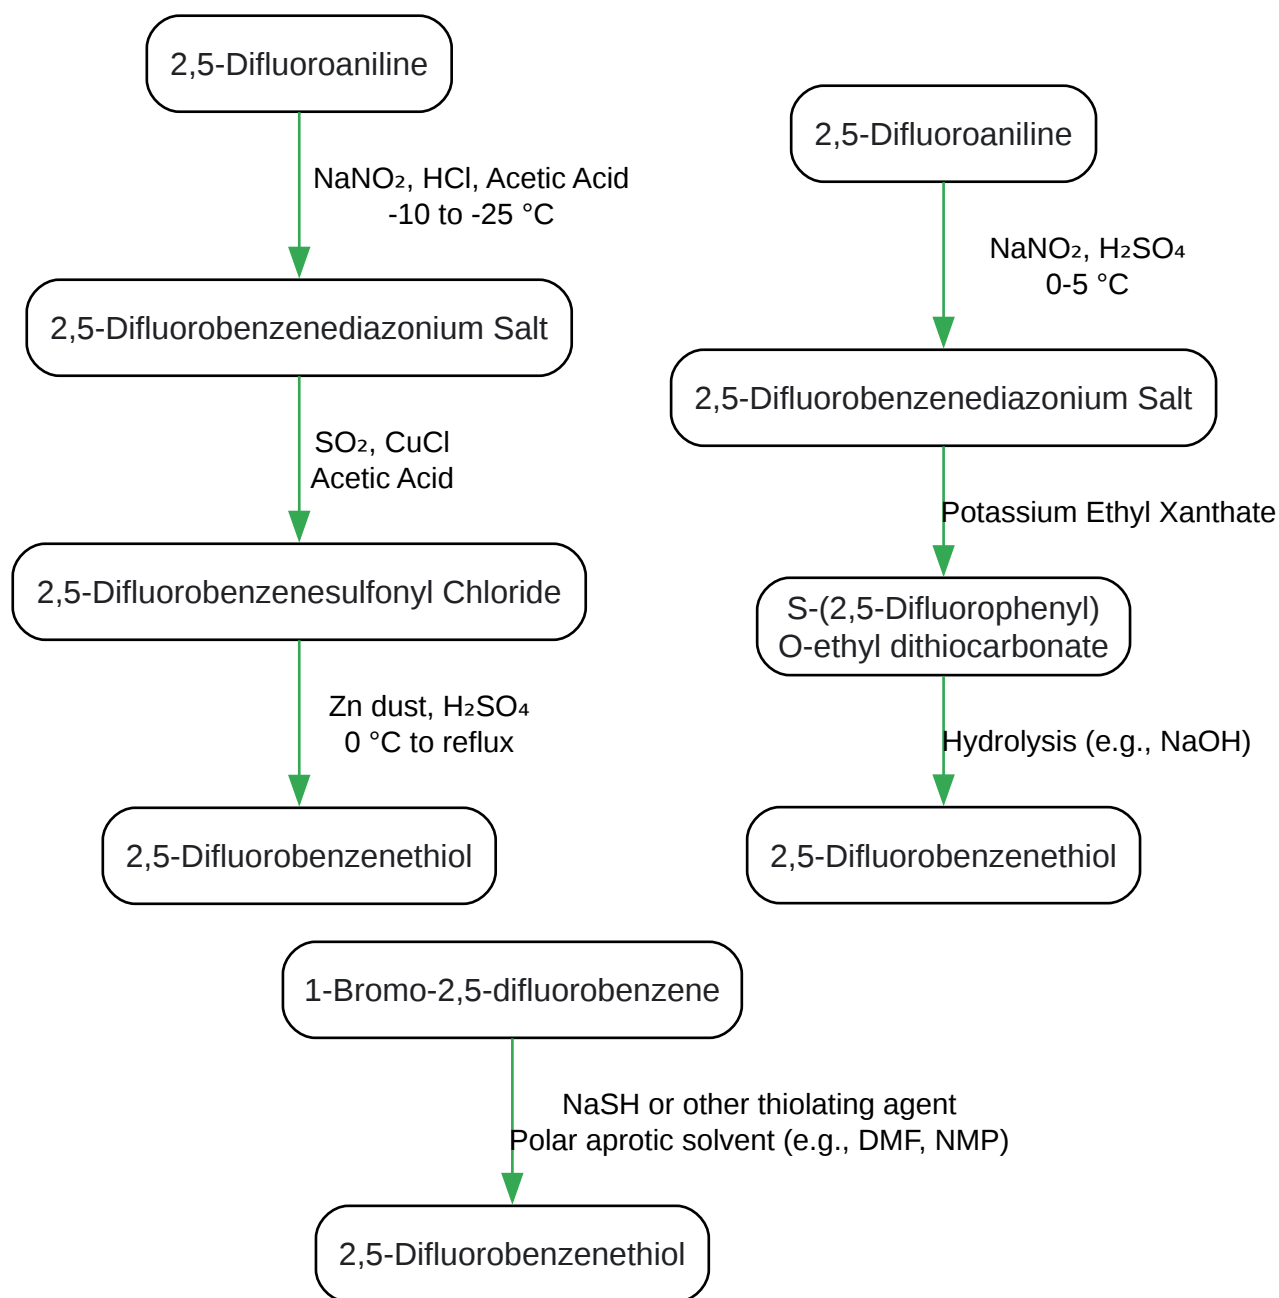 2,5-Difluoroaniline
NaNO₂, HCl, Acetic Acid
-10 to -25 °C
2,5-Difluorobenzenediazonium Salt
SO₂, CuCl
Acetic Acid
2,5-Difluorobenzenesulfonyl Chloride
Zn dust, H₂SO₄
0 °C to reflux
2,5-Difluorobenzenethiol
2,5-Difluoroaniline
NaNO₂, H₂SO₄
0-5 °C
2,5-Difluorobenzenediazonium Salt
Potassium Ethyl Xanthate
S-(2,5-Difluorophenyl)
O-ethyl dithiocarbonate
Hydrolysis (e.g., NaOH)
2,5-Difluorobenzenethiol
1-Bromo-2,5-difluorobenzene
NaSH or other thiolating agent
Polar aprotic solvent (e.g., DMF, NMP)
2,5-Difluorobenzenethiol